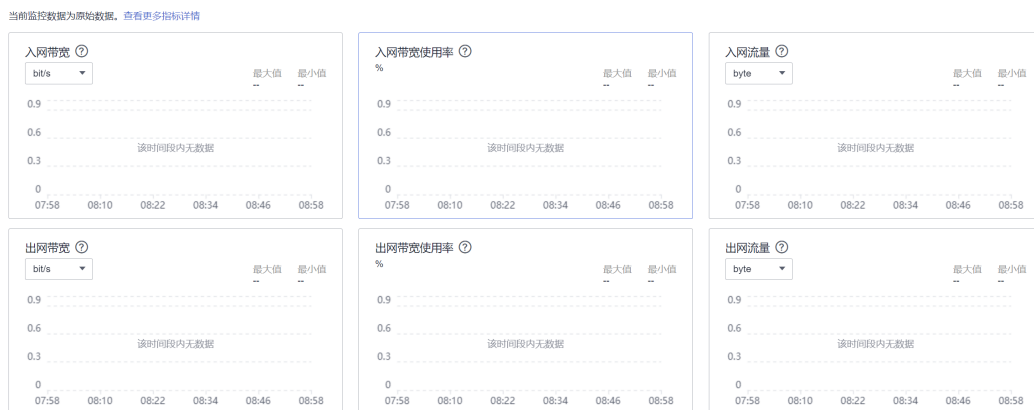 当前监控数据为原始数据。查看更多指标详情
入网带宽 ?
bit/s
最大值 最小值
-- --
0.9
0.6
该时间段内无数据
0.3
0
07:58 08:10 08:22 08:34 08:46 08:58
入网带宽使用率 ?
%
最大值 最小值
-- --
0.9
0.6
该时间段内无数据
0.3
0
07:58 08:10 08:22 08:34 08:46 08:58
入网流量 ?
byte
最大值 最小值
-- --
0.9
0.6
该时间段内无数据
0.3
0
07:58 08:10 08:22 08:34 08:46 08:58
出网带宽 ?
bit/s
最大值 最小值
-- --
0.9
0.6
该时间段内无数据
0.3
0
07:58 08:10 08:22 08:34 08:46 08:58
出网带宽使用率 ?
%
最大值 最小值
-- --
0.9
0.6
该时间段内无数据
0.3
0
07:58 08:10 08:22 08:34 08:46 08:58
出网流量 ?
byte
最大值 最小值
-- --
0.9
0.6
该时间段内无数据
0.3
0
07:58 08:10 08:22 08:34 08:46 08:58